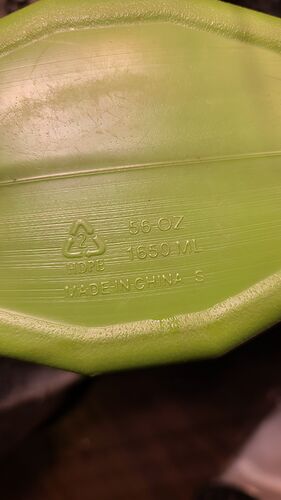 2 56 OZ
HDPE 1650 ML
MADE-IN-CHINA S